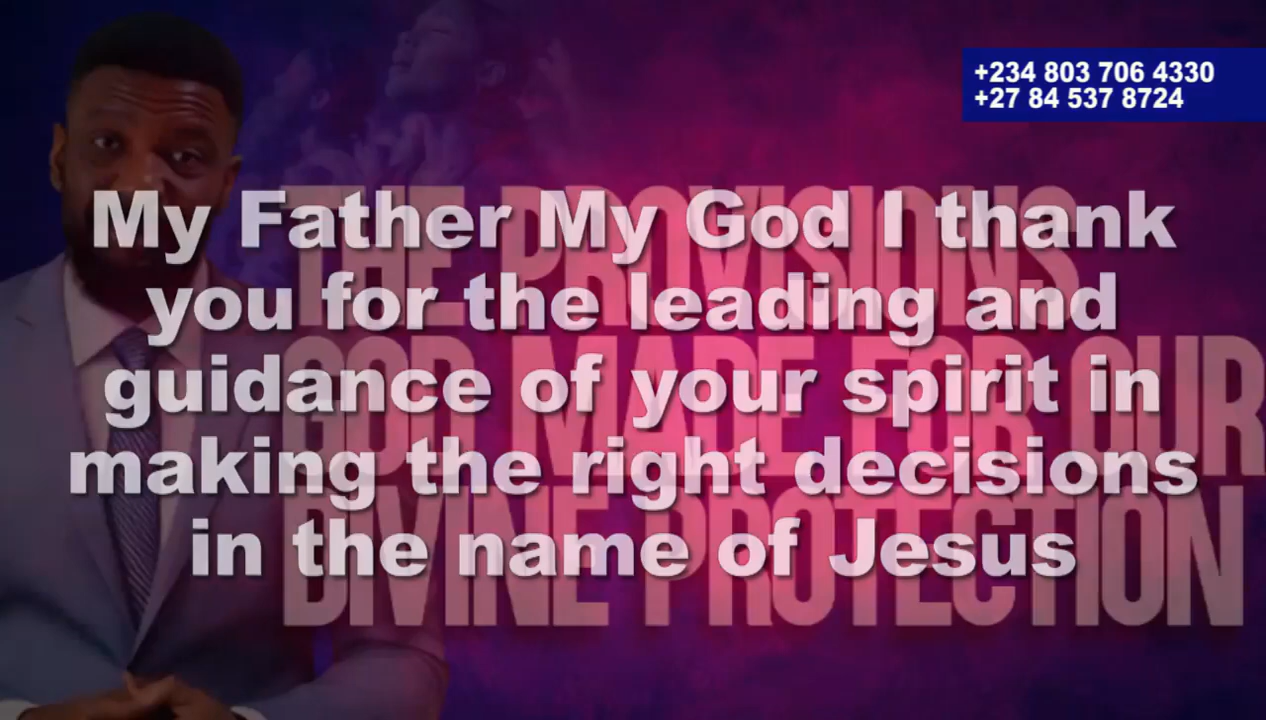 +234 803 706 4330
+27 84 537 8724
My Father My God I thank
you for the leading and
guidance of your spirit in
making the right decisions
in the name of Jesus
THE PROVISIONS
GOD MADE FOR OUR
DIVINE PROTECTION